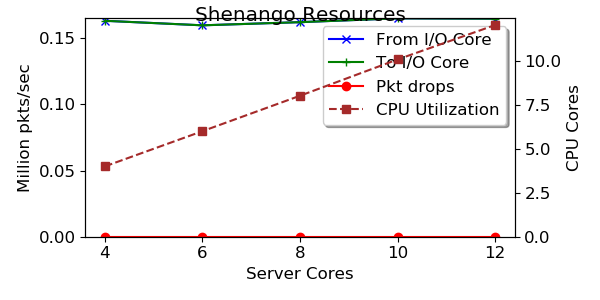 Shenango Resources
From I/O Core
To I/O Core
Pkt drops
CPU Utilization
Million pkts/sec
0.15
0.10
0.05
0.00
10.0
7.5
5.0
2.5
0.0
CPU Cores
4 6 8 10 12
Server Cores